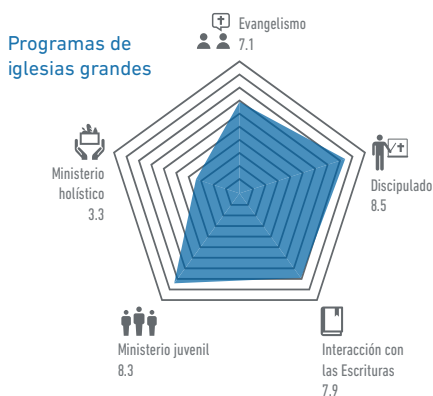 Programas de
iglesias grandes
Evangelismo
7.1
Discipulado
8.5
Interacción con
las Escrituras
7.9
Ministerio juvenil
8.3
Ministerio
holístico
3.3